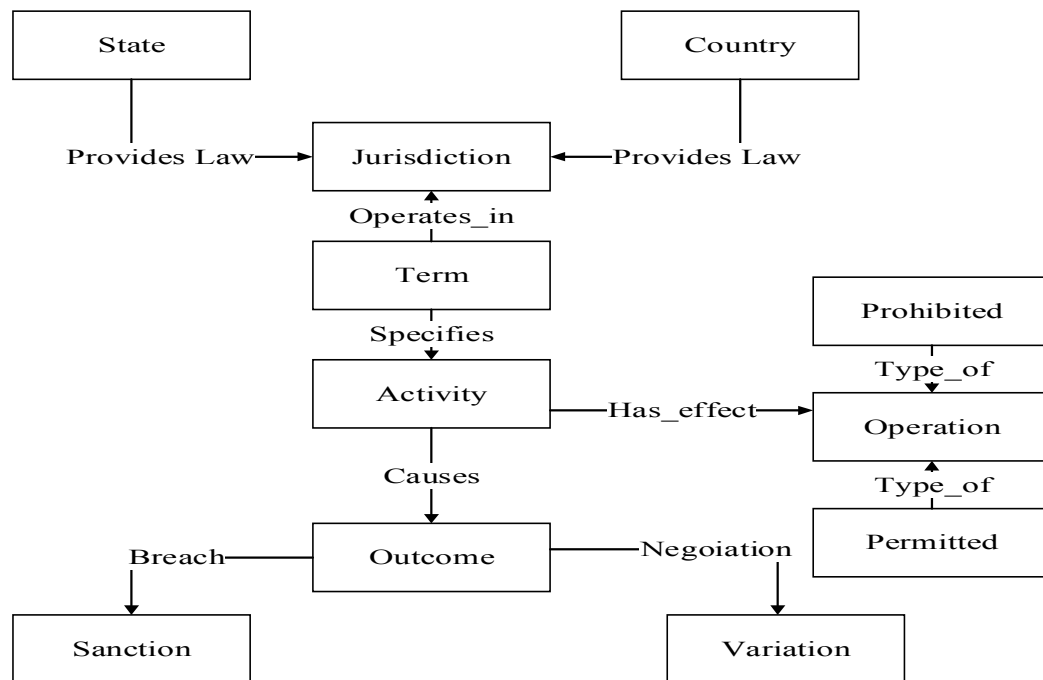 State
Country
Provides Law
Jurisdiction
Provides Law
Operates_in
Term
Prohibited
Specifies
Type_of
Activity
Has_effect
Operation
Causes
Type_of
Outcome
Permitted
Breach
Negoiation
Sanction
Variation